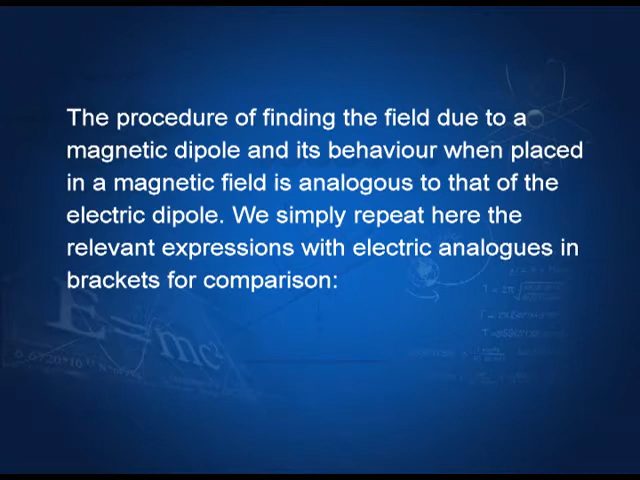 The procedure of finding the field due to a
magnetic dipole and its behaviour when placed
in a magnetic field is analogous to that of the
electric dipole. We simply repeat here the
relevant expressions with electric analogues in
brackets for comparison:
E=mc²